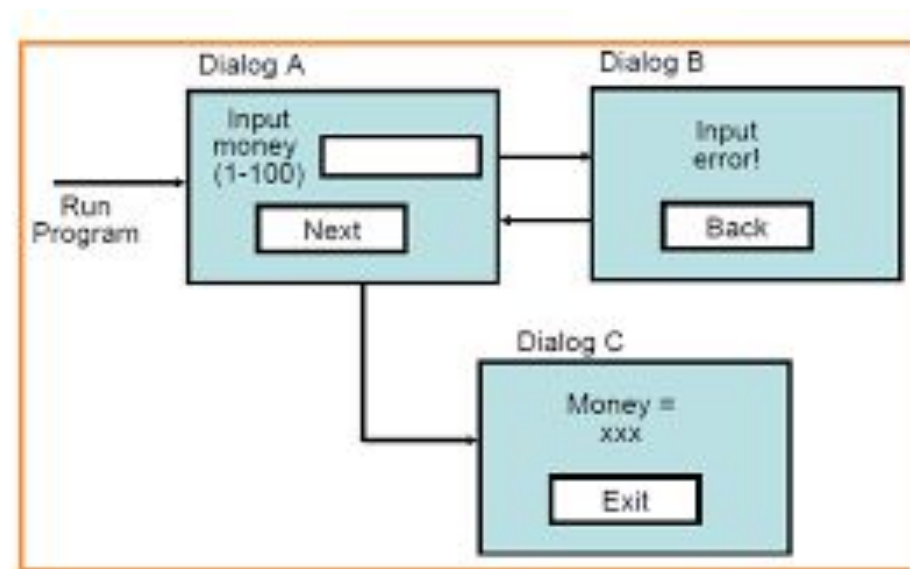 Dialog A
Dialog B
Input
money
(1-100)
Next
Input
error!
Back
Run
Program
Dialog C
Money =
xxx
Exit